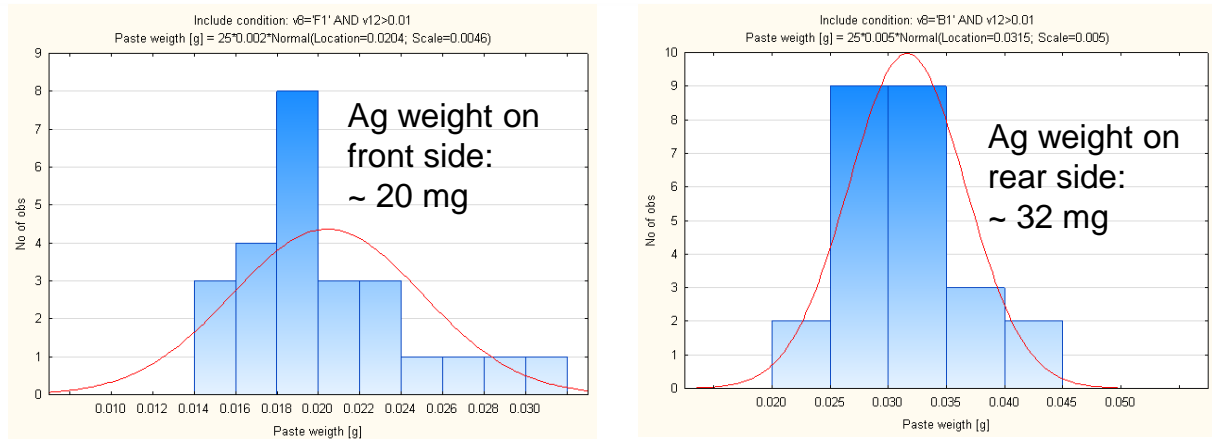 Include condition: v8='F1' AND v12>0.01
Paste weigth [g] = 25*0.002*Normal(Location=0.0204; Scale=0.0046)
9
8
7
6
5
4
3
2
1
0
No of obs
Ag weight on
front side:
~ 20 mg
0.010 0.012 0.014 0.016 0.018 0.020 0.022 0.024 0.026 0.028 0.030
Paste weigth [g]
Include condition: v8='B1' AND v12>0.01
Paste weigth [g] = 25*0.005*Normal(Location=0.0315; Scale=0.005)
10
9
8
7
6
5
4
3
2
1
0
No of obs
Ag weight on
rear side:
~ 32 mg
0.020 0.025 0.030 0.035 0.040 0.045 0.050
Paste weigth [g]